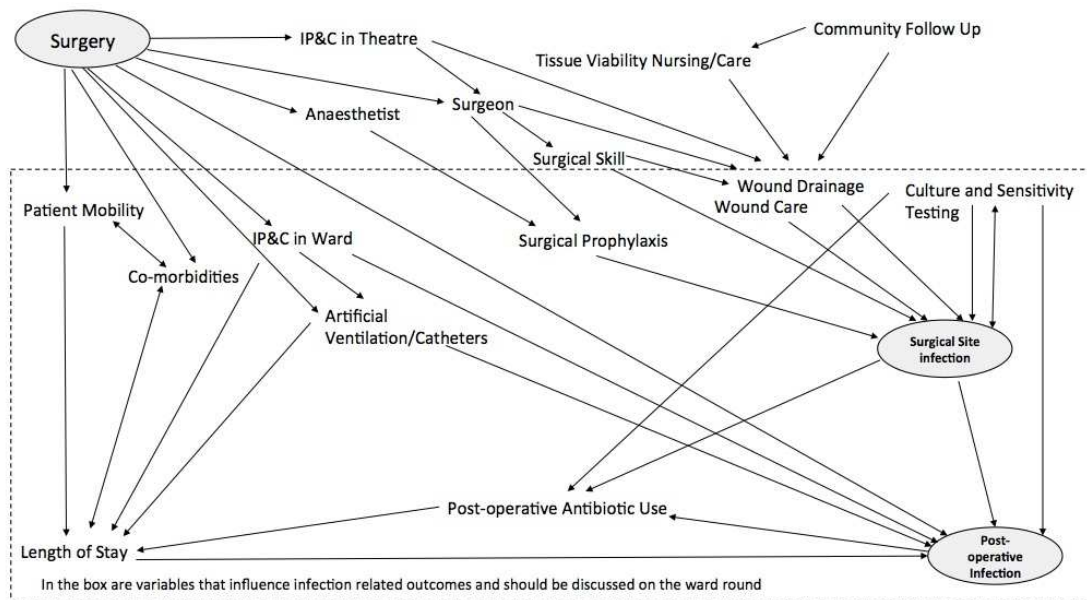 Surgery
IP&C in Theatre
Community Follow Up
Tissue Viability Nursing/Care
Anaesthetist
Surgeon
Surgical Skill
Wound Drainage
Wound Care
Culture and Sensitivity
Testing
Patient Mobility
IP&C in Ward
Surgical Prophylaxis
Co-morbidities
Artificial
Ventilation/Catheters
Surgical Site
infection
Post-operative Antibiotic Use
Length of Stay
Post-
operative
Infection
In the box are variables that influence infection related outcomes and should be discussed on the ward round